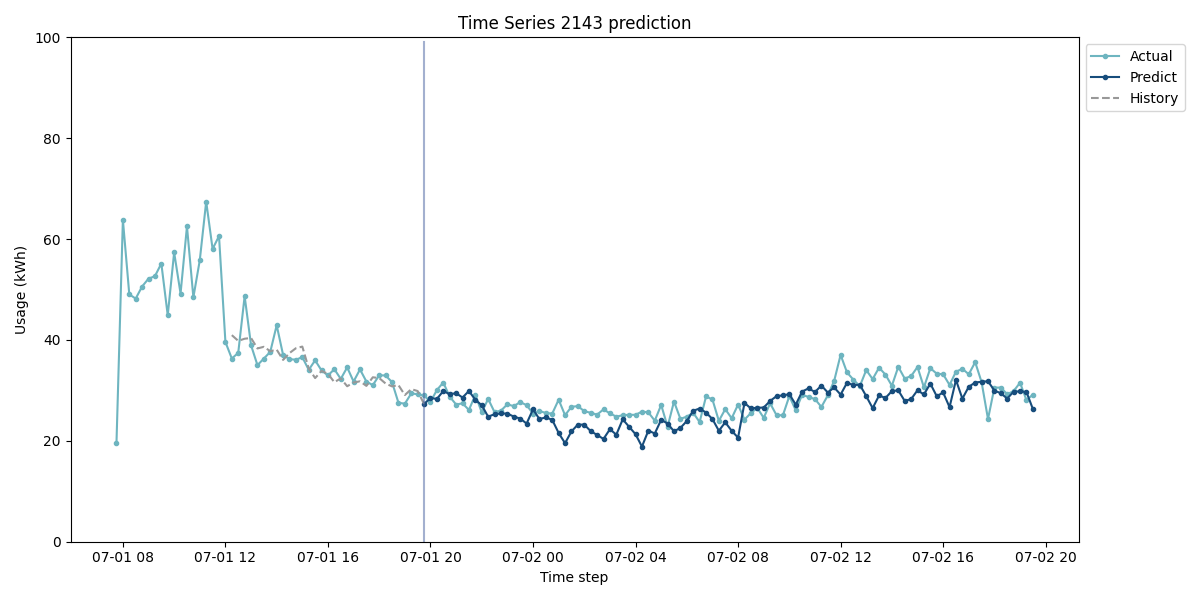 Time Series 2143 prediction
100
80
60
40
20
0
Usage (kWh)
07-01 08
07-01 12
07-01 16
07-01 20
07-02 00
07-02 04
07-02 08
07-02 12
07-02 16
07-02 20
Time step
Actual
Predict
History